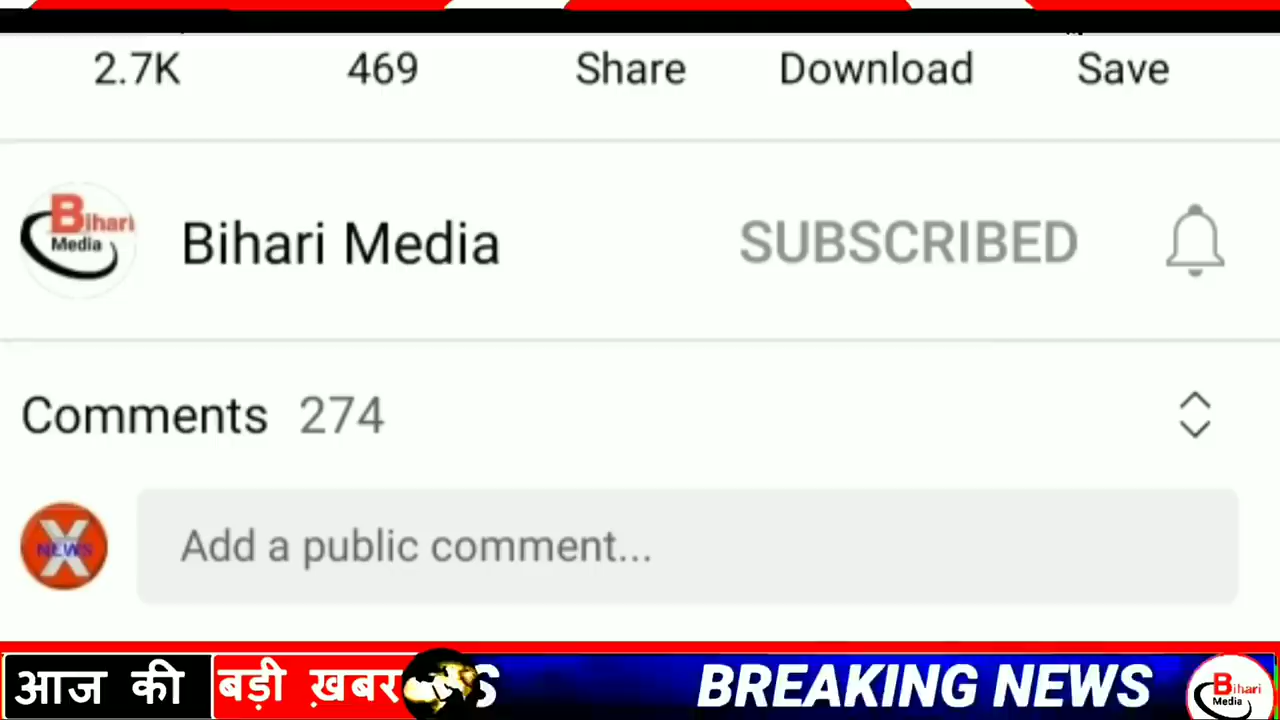 2.7K 469 Share Download Save
Bihari Media
Bihari Media SUBSCRIBED
Comments 274
X NEWS
Add a public comment...
आज की बड़ी ख़बर S BREAKING NEWS
Bihari Media